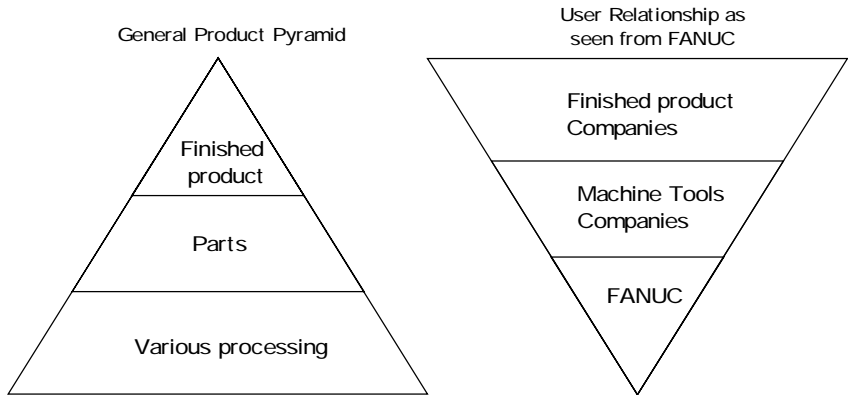 General Product Pyramid
Finished
product
Parts
Various processing
User Relationship as
seen from FANUC
Finished product
Companies
Machine Tools
Companies
FANUC